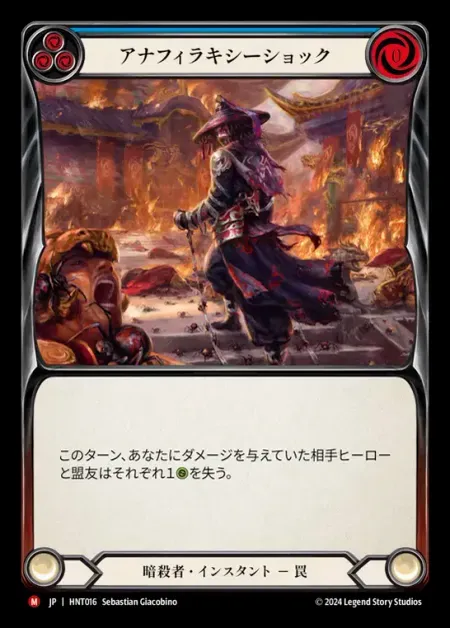 アナフィラキシーショック
0
このターン、あなたにダメージを与えていた相手ヒーロー
と盟友はそれぞれ1を失う。
暗殺者・インスタント － 罠
M JP | HNT016 Sebastian Giacobino
© 2024 Legend Story Studios